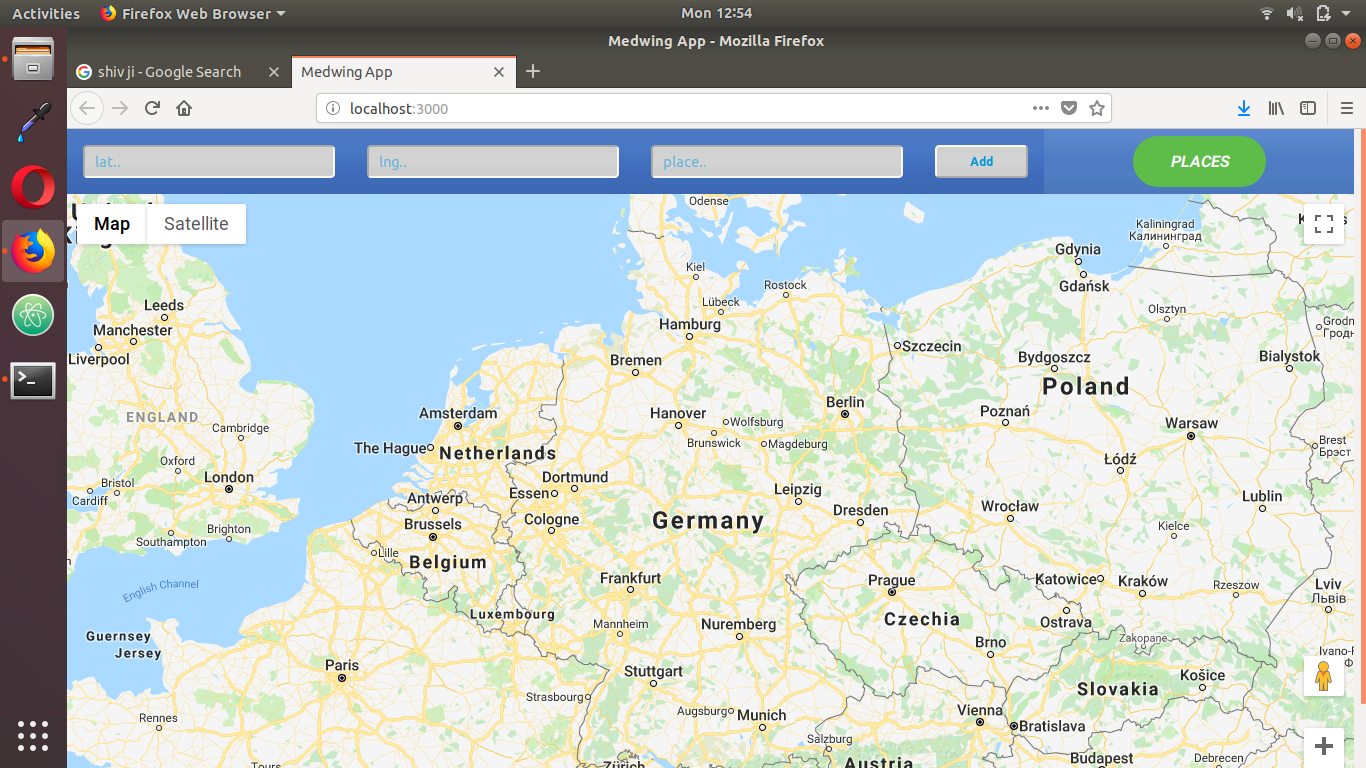 Activities Firefox Web Browser Mon 12:54
Medwing App - Mozilla Firefox
shiv ji - Google Search Medwing App
localhost:3000
lat.. lng.. place.. Add PLACES
Map Satellite
Odense
Kaliningrad
Калининград
Gdynia
Kiel
Rostock
Gdańsk
Leeds
Lübeck
Olsztyn
Hamburg
Manchester
Grodn
Гродн
Szczecin
Liverpool
Bremen
Bydgoszcz
Bialystok
Poland
Berlin
Amsterdam
Hanover
Poznań
ENGLAND
Wolfsburg
Cambridge
Warsaw
Brunswick
Magdeburg
Brest
Брэст
The Hague
Netherlands
Oxford
Łódź
London
Dortmund
Bristol
Essen
Leipzig
Lublin
Cardiff
Antwerp
Wrocław
Dresden
Brussels
Cologne
Germany
Kielce
Brighton
Southampton
Lille
Belgium
English Channel
Frankfurt
Prague
Katowice
Kraków
Rzeszow
Lviv
Львів
Luxembourg
Czechia
Mannheim
Nuremberg
Ostrava
Guernsey
Zakopane
Brno
Jersey
Ivano-F
Paris
Stuttgart
Košice
Slovakia
Strasbourg
Augsburg
Munich
Vienna
Rennes
Bratislava
Salzburg
Budapest
Debrecen
Austria
Zürich
Tours